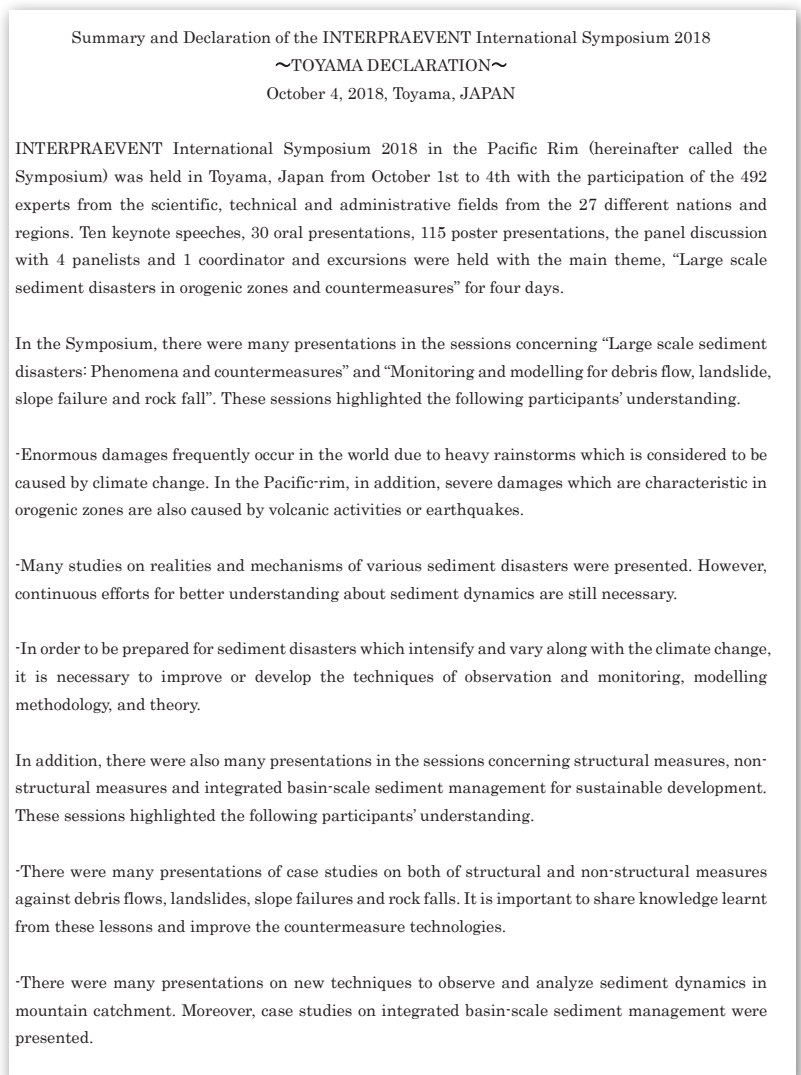 Summary and Declaration of the INTERPRAEVENT International Symposium 2018
～TOYAMA DECLARATION～
October 4, 2018, Toyama, JAPAN
INTERPRAEVENT International Symposium 2018 in the Pacific Rim (hereinafter called the
Symposium) was held in Toyama, Japan from October 1st to 4th with the participation of the 492
experts from the scientific, technical and administrative fields from the 27 different nations and
regions. Ten keynote speeches, 30 oral presentations, 115 poster presentations, the panel discussion
with 4 panelists and 1 coordinator and excursions were held with the main theme, “Large scale
sediment disasters in orogenic zones and countermeasures” for four days.
In the Symposium, there were many presentations in the sessions concerning “Large scale sediment
disasters: Phenomena and countermeasures” and “Monitoring and modelling for debris flow, landslide,
slope failure and rock fall”. These sessions highlighted the following participants’ understanding.
-Enormous damages frequently occur in the world due to heavy rainstorms which is considered to be
caused by climate change. In the Pacific-rim, in addition, severe damages which are characteristic in
orogenic zones are also caused by volcanic activities or earthquakes.
-Many studies on realities and mechanisms of various sediment disasters were presented. However,
continuous efforts for better understanding about sediment dynamics are still necessary.
-In order to be prepared for sediment disasters which intensify and vary along with the climate change,
it is necessary to improve or develop the techniques of observation and monitoring, modelling
methodology, and theory.
In addition, there were also many presentations in the sessions concerning structural measures, non-
structural measures and integrated basin-scale sediment management for sustainable development.
These sessions highlighted the following participants’ understanding.
-There were many presentations of case studies on both of structural and non-structural measures
against debris flows, landslides, slope failures and rock falls. It is important to share knowledge learnt
from these lessons and improve the countermeasure technologies.
-There were many presentations on new techniques to observe and analyze sediment dynamics in
mountain catchment. Moreover, case studies on integrated basin-scale sediment management were
presented.